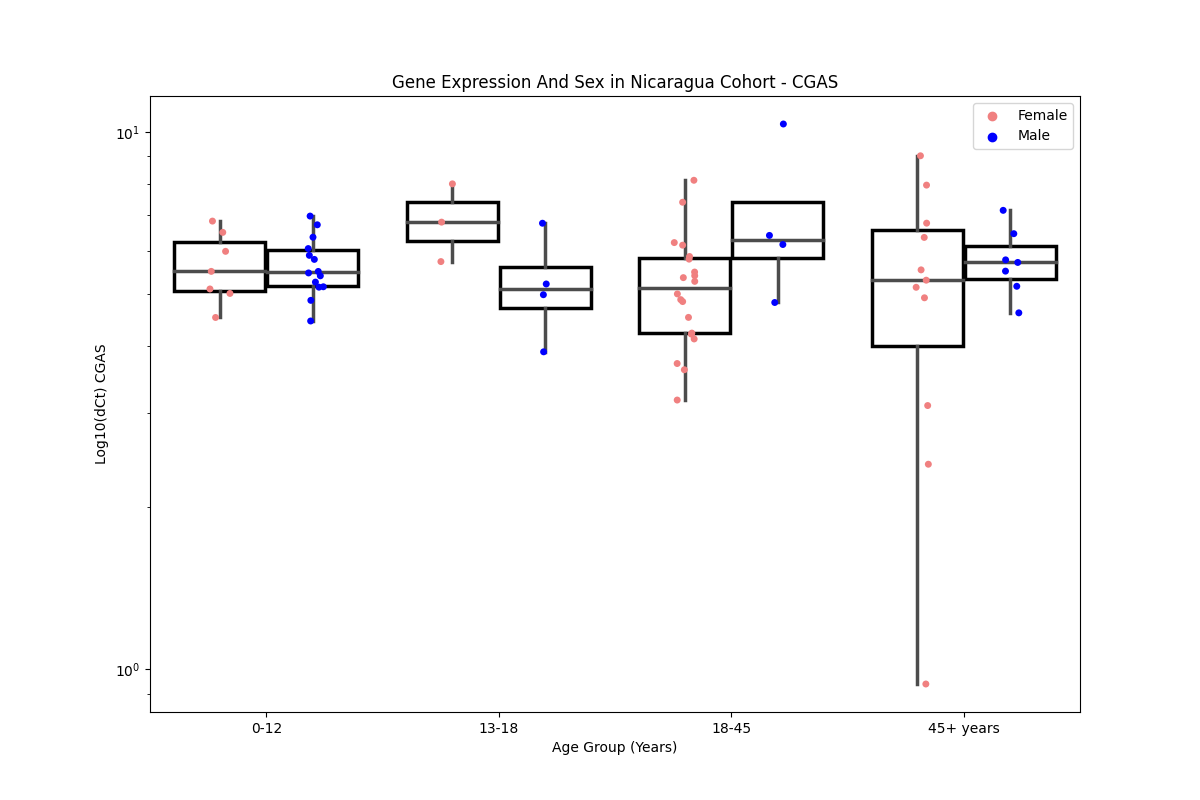 Gene Expression And Sex in Nicaragua Cohort - CGAS
Female
Male
10¹
10⁰
Log10(dCt) CGAS
0-12
13-18
18-45
45+ years
Age Group (Years)